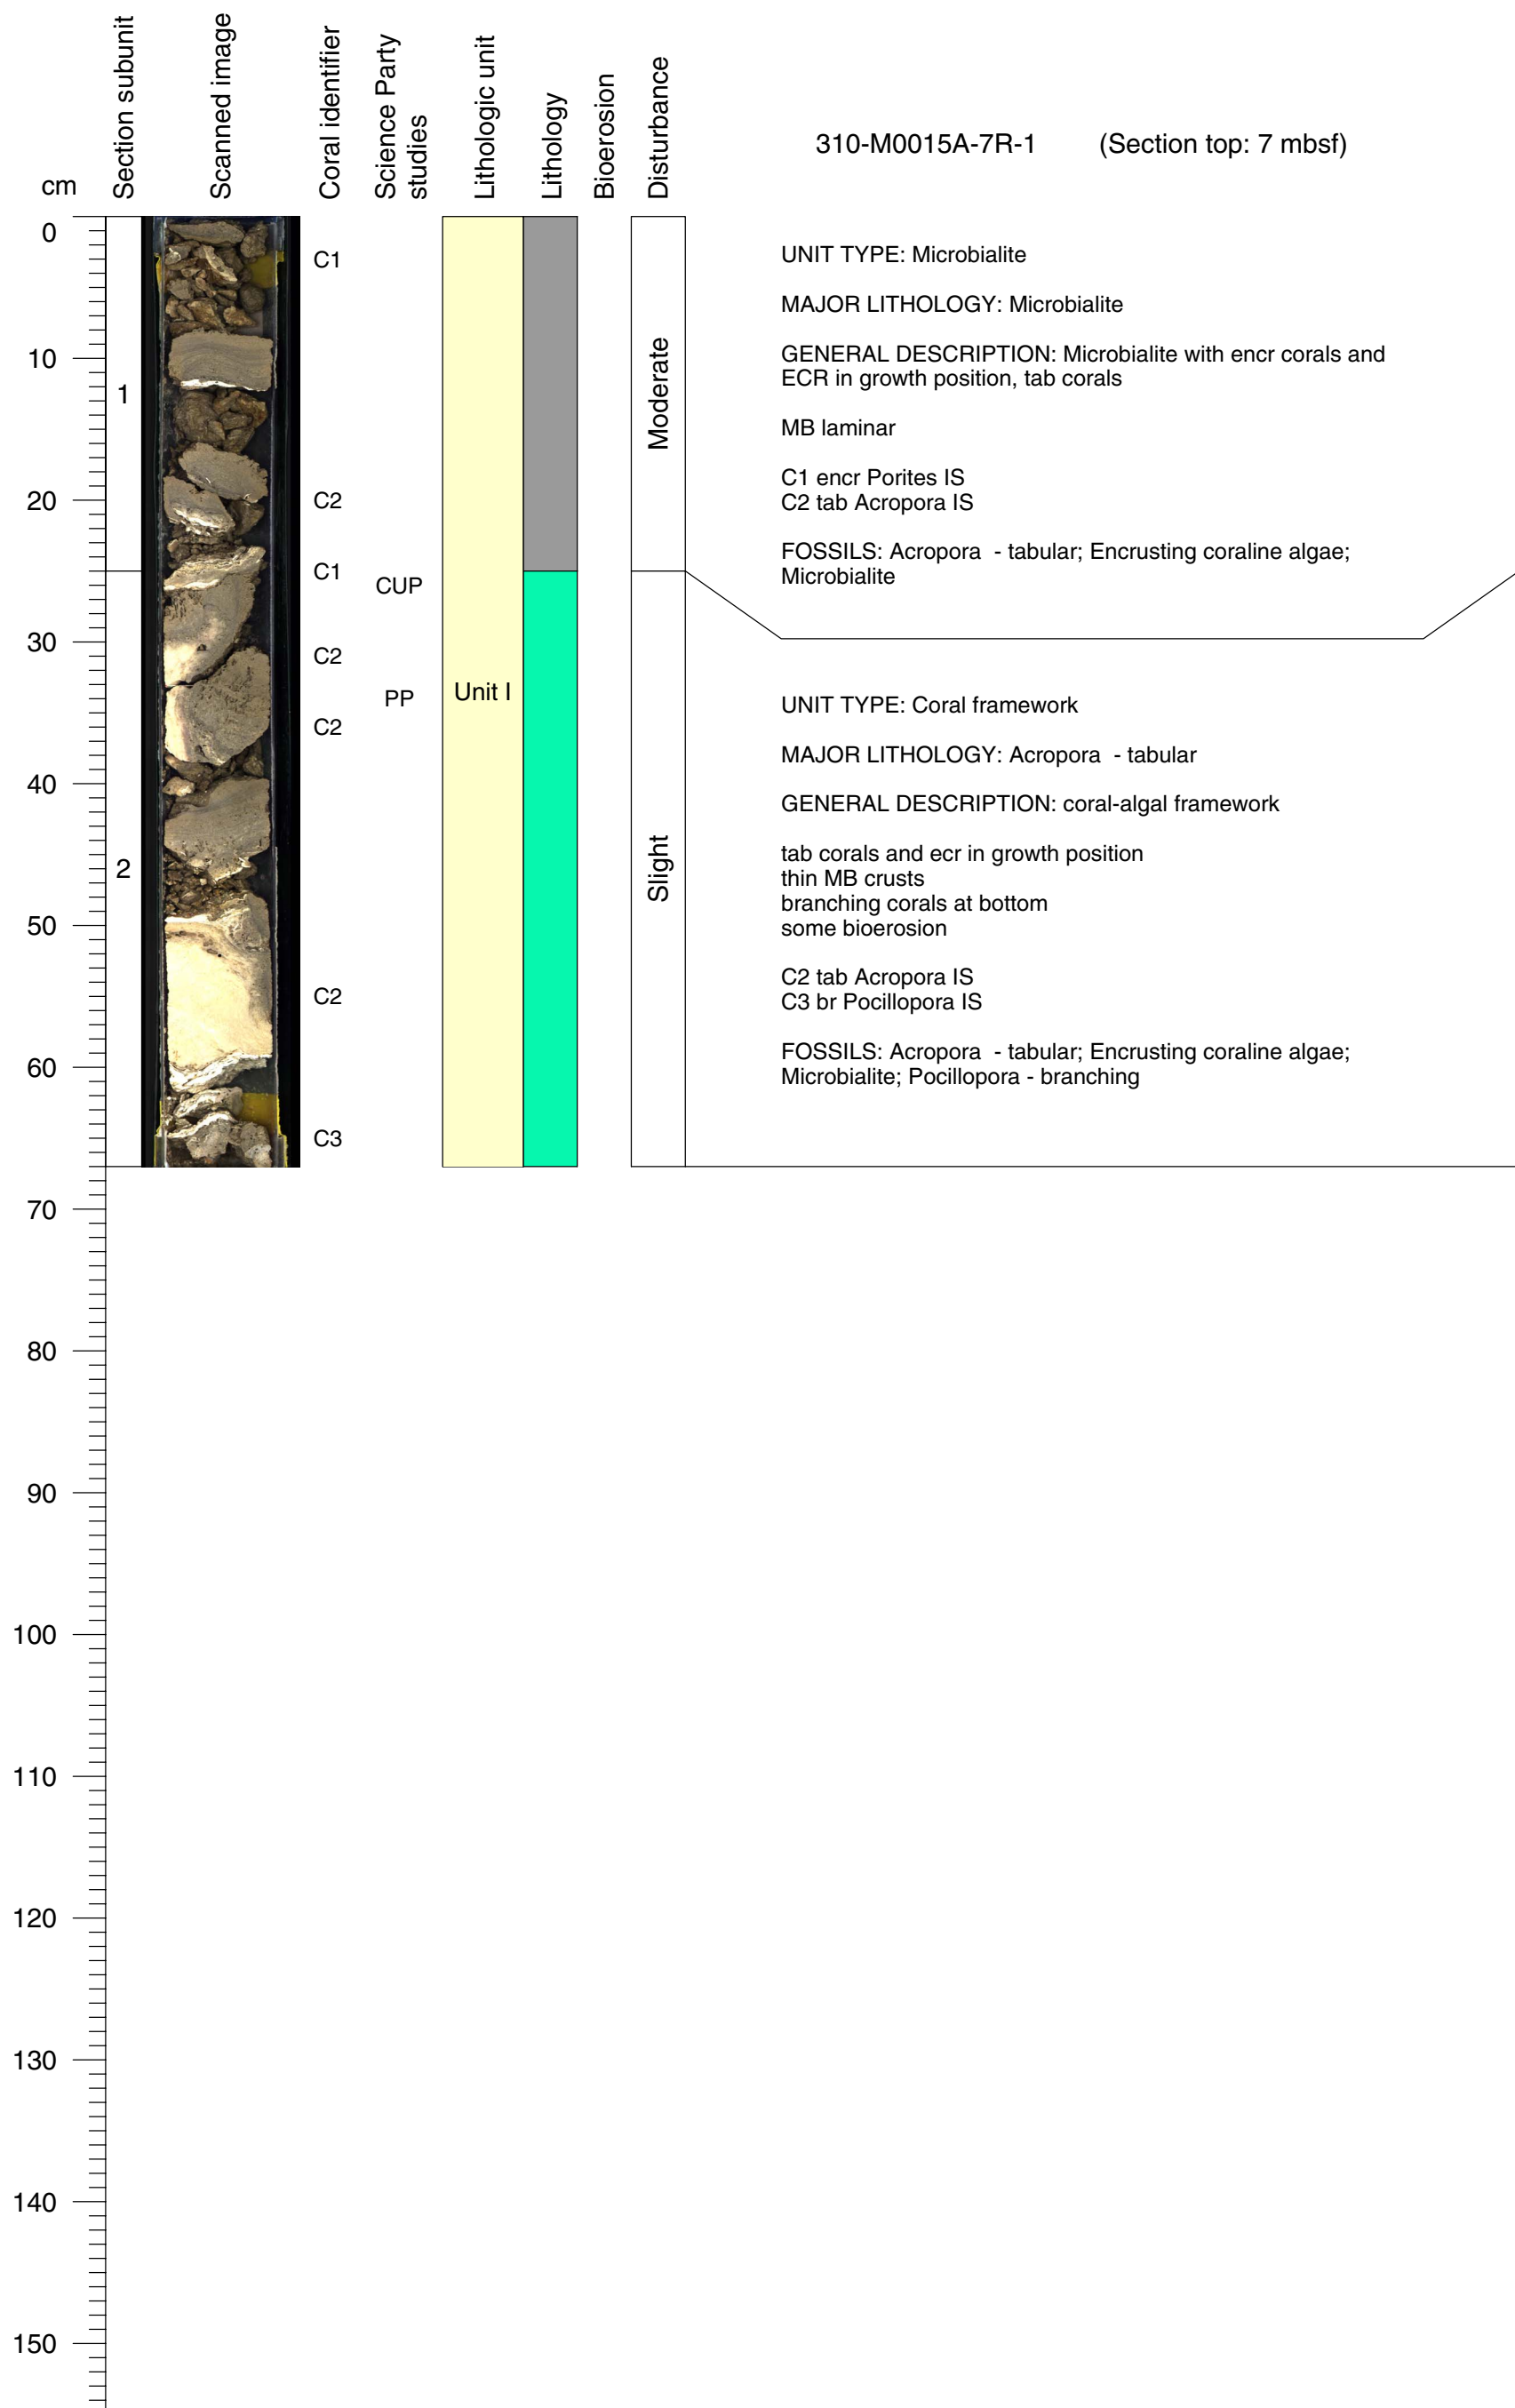 Section subunit
Scanned image
Coral identifier
Science Party
studies
Lithologic unit
Lithology
Bioerosion
Disturbance
310-M0015A-7R-1 (Section top: 7 mbsf)
cm
0
10
20
30
40
50
60
70
80
90
100
110
120
130
140
150
1
2
C1
C2
C1
C2
C2
C2
C3
CUP
PP
Unit I
Moderate
Slight
UNIT TYPE: Microbialite
MAJOR LITHOLOGY: Microbialite
GENERAL DESCRIPTION: Microbialite with encr corals and
ECR in growth position, tab corals
MB laminar
C1 encr Porites IS
C2 tab Acropora IS
FOSSILS: Acropora - tabular; Encrusting coraline algae;
Microbialite
UNIT TYPE: Coral framework
MAJOR LITHOLOGY: Acropora - tabular
GENERAL DESCRIPTION: coral-algal framework
tab corals and ecr in growth position
thin MB crusts
branching corals at bottom
some bioerosion
C2 tab Acropora IS
C3 br Pocillopora IS
FOSSILS: Acropora - tabular; Encrusting coraline algae;
Microbialite; Pocillopora - branching